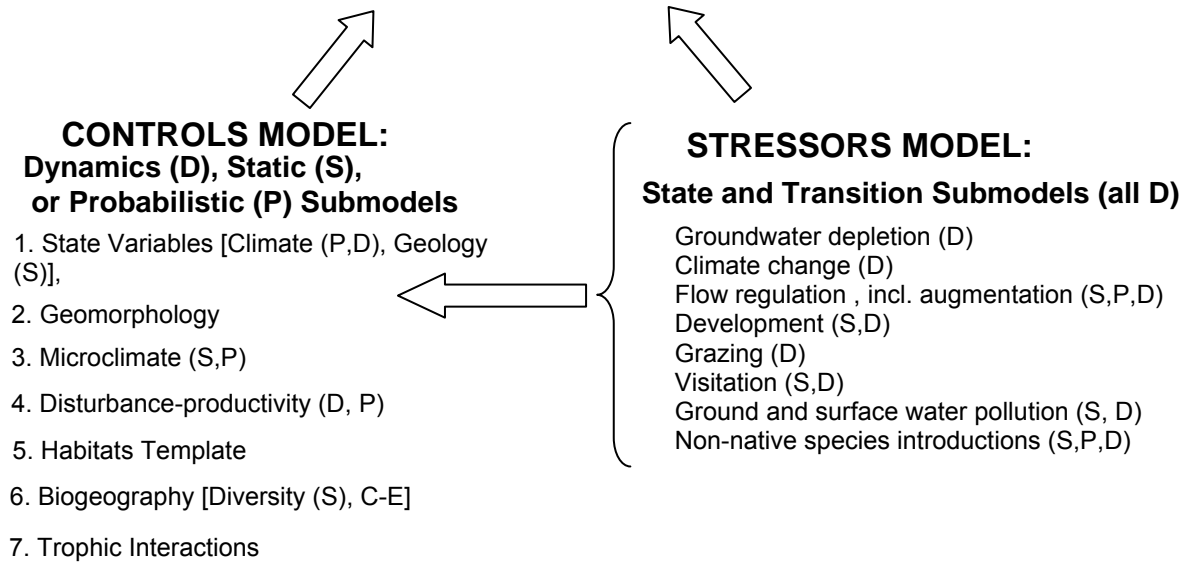 CONTROLS MODEL:
Dynamics (D), Static (S),
or Probabilistic (P) Submodels
1. State Variables [Climate (P,D), Geology
(S)],
2. Geomorphology
3. Microclimate (S,P)
4. Disturbance-productivity (D, P)
5. Habitats Template
6. Biogeography [Diversity (S), C-E]
7. Trophic Interactions
STRESSORS MODEL:
State and Transition Submodels (all D)
Groundwater depletion (D)
Climate change (D)
Flow regulation , incl. augmentation (S,P,D)
Development (S,D)
Grazing (D)
Visitation (S,D)
Ground and surface water pollution (S, D)
Non-native species introductions (S,P,D)